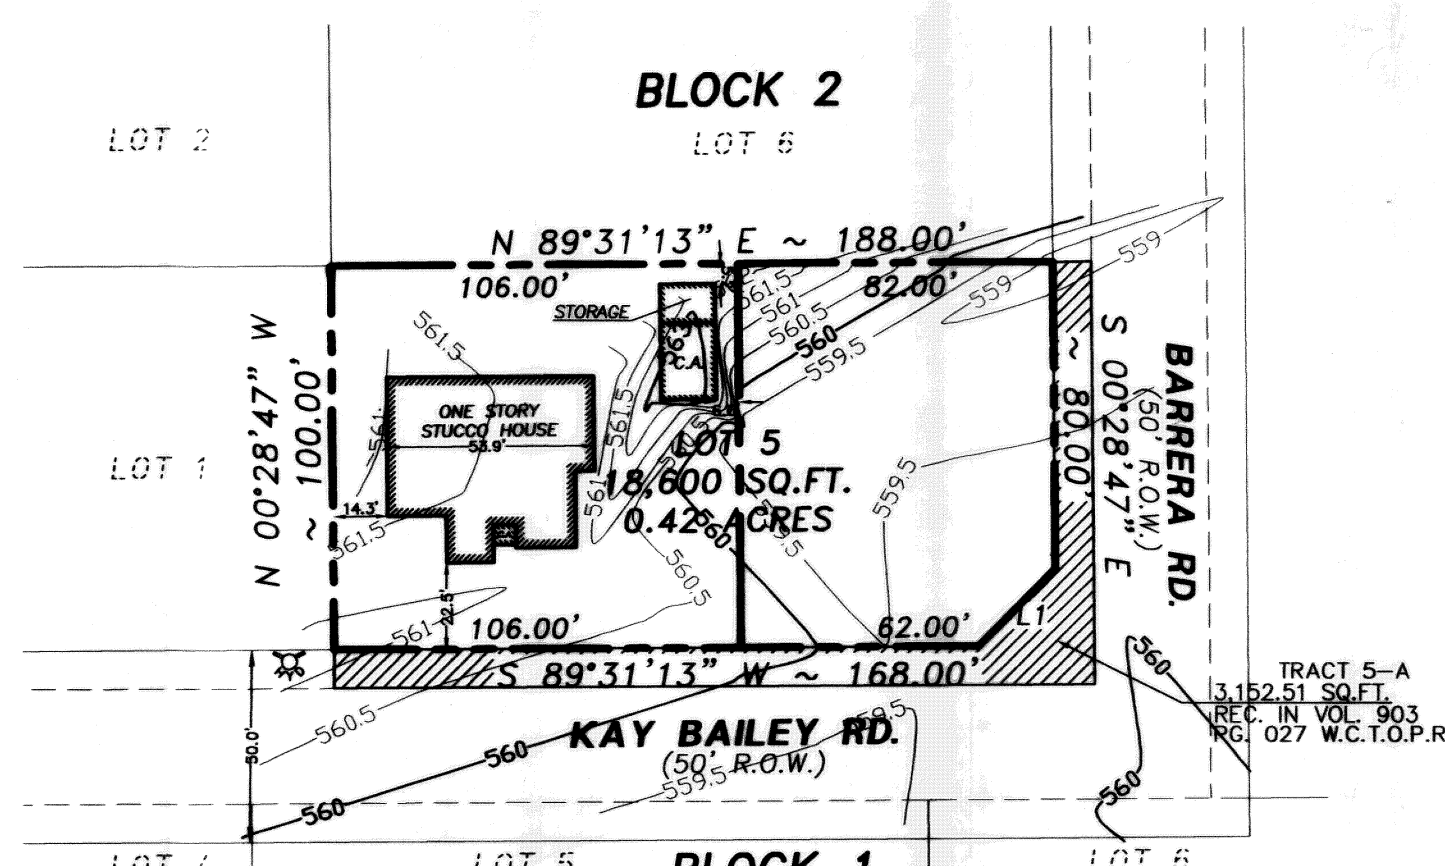 BLOCK 2
LOT 2
LOT 6
N 89°31'13" E ~ 188.00'
106.00'
82.00'
STORAGE
C.A.
561.5
561.5
561
560.5
560
559.5
559
559
N 00°28'47" W
~ 100.00'
S 00°28'47" E
~ 80.00'
BARRERA RD.
(50' R.O.W.)
ONE STORY
STUCCO HOUSE
53.9'
561
561.5
561
LOT 1
14.3'
561.5
LOT 5
18,600 SQ.FT.
0.42 ACRES
560
559.5
559.5
560.5
22.5'
561
106.00'
62.00'
L1
S 89°31'13" W ~ 168.00'
TRACT 5-A
3,152.51 SQ.FT.
REC. IN VOL. 903
PG. 027 W.C.T.O.P.R
560.5
50.0'
KAY BAILEY RD.
(50' R.O.W.)
559.5
559.5
560
560
560
560
LOT 5
BLOCK 1
LOT 6